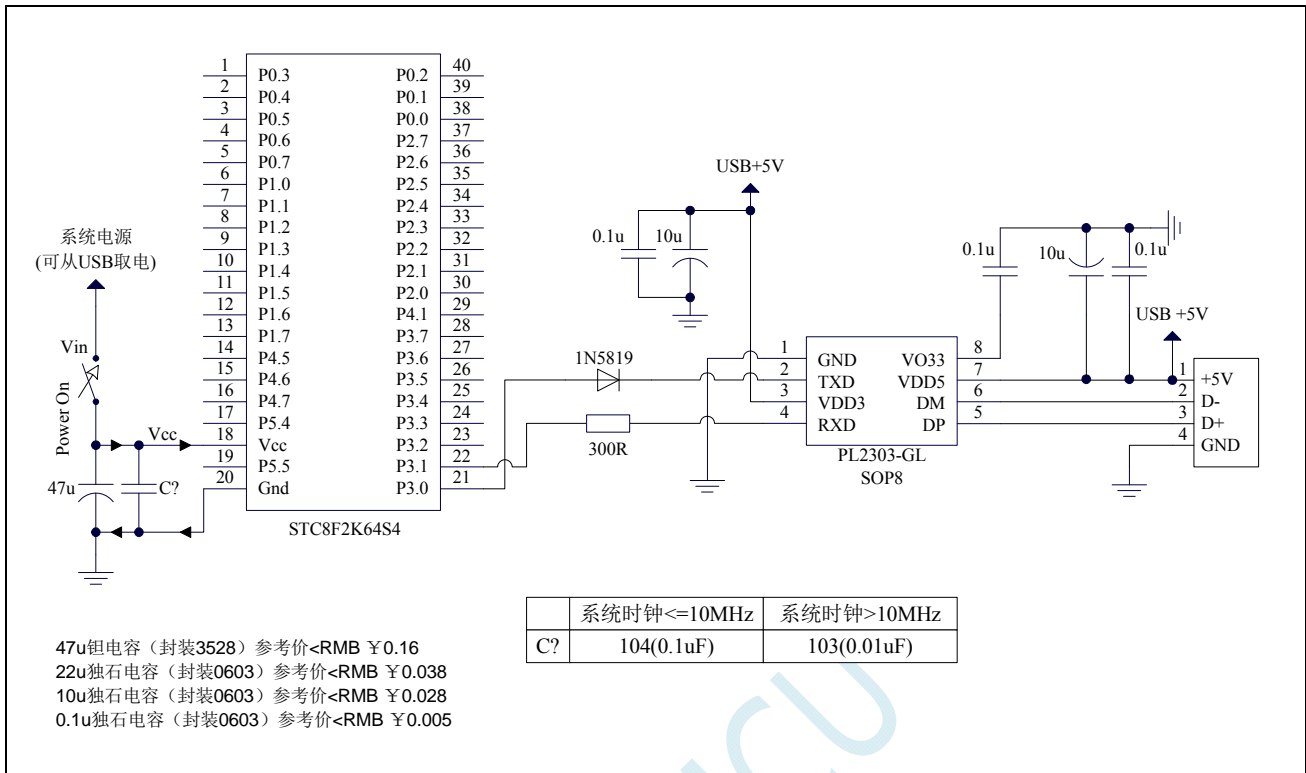 1 P0.3 P0.2 40
2 P0.4 P0.1 39
3 P0.5 P0.0 38
4 P0.6 P2.7 37
5 P0.7 P2.6 36
6 P1.0 P2.5 35
7 P1.1 P2.4 34
8 P1.2 P2.3 33
9 P1.3 P2.2 32
10 P1.4 P2.1 31
11 P1.5 P2.0 30
12 P1.6 P4.1 29
13 P1.7 P3.7 28
14 P4.5 P3.6 27
15 P4.6 P3.5 26
16 P4.7 P3.4 25
17 P5.4 P3.3 24
18 Vcc P3.2 23
19 P5.5 P3.1 22
20 Gnd P3.0 21
STC8F2K64S4
系统电源
(可从USB取电)
Vin
Power On
Vcc
47u
C?
USB+5V
0.1u
10u
1N5819
300R
1 GND VO33 8
2 TXD VDD5 7
3 VDD3 DM 6
4 RXD DP 5
PL2303-GL
SOP8
0.1u
10u
0.1u
USB +5V
1 +5V
2 D-
3 D+
4 GND
系统时钟<=10MHz 系统时钟>10MHz
C? 104(0.1uF) 103(0.01uF)
47u钽电容（封装3528）参考价<RMB ￥0.16
22u独石电容（封装0603）参考价<RMB ￥0.038
10u独石电容（封装0603）参考价<RMB ￥0.028
0.1u独石电容（封装0603）参考价<RMB ￥0.005